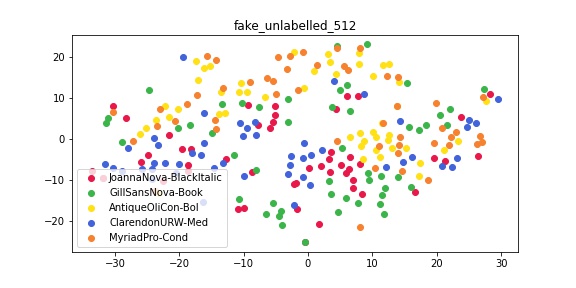 fake_unlabelled_512
20
10
0
−10
−20
JoannaNova-BlackItalic
GillSansNova-Book
AntiqueOliCon-Bol
ClarendonURW-Med
MyriadPro-Cond
−30 −20 −10 0 10 20 30